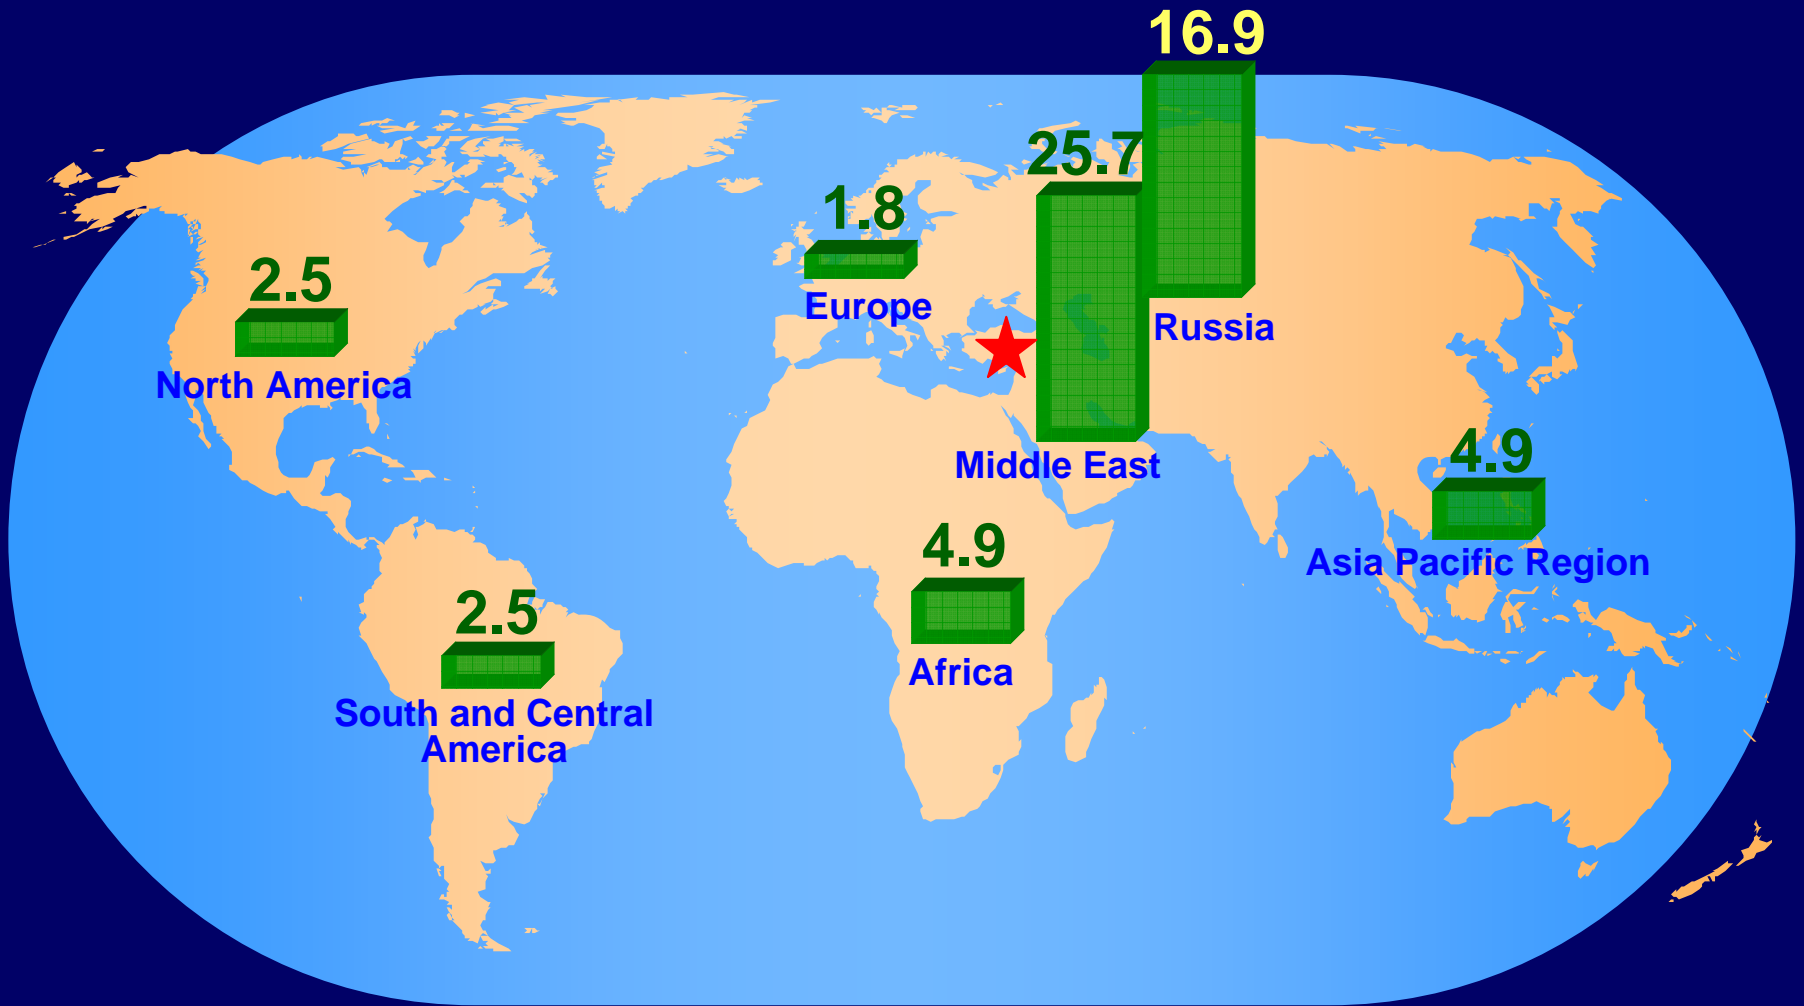 16.9
25.7
1.8
Europe
Russia
2.5
North America
Middle East
4.9
Asia Pacific Region
4.9
Africa
2.5
South and Central
America